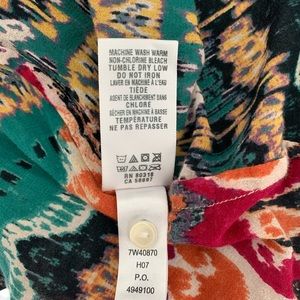 MACHINE WASH WARM
NON-CHLORINE BLEACH
TUMBLE DRY LOW
DO NOT IRON
LAVER EN MACHINE À L'EAU
TIÈDE
AGENT DE BLANCHIMENT SANS
CHLORE
SÉCHER EN MACHINE À BASSE
TEMPÉRATURE
NE PAS REPASSER
RN 80318
CA 56697
7W40870
H07
P.O.
4949100